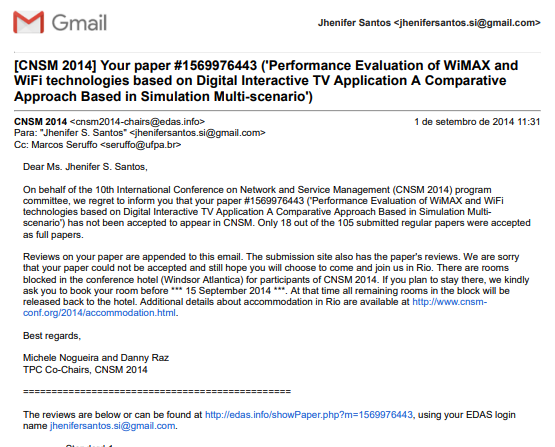 Gmail
Jhenifer Santos <jhenifersantos.si@gmail.com>
[CNSM 2014] Your paper #1569976443 ('Performance Evaluation of WiMAX and
WiFi technologies based on Digital Interactive TV Application A Comparative
Approach Based in Simulation Multi-scenario')
CNSM 2014 <cnsm2014-chairs@edas.info> 1 de setembro de 2014 11:31
Para: "Jhenifer S. Santos" <jhenifersantos.si@gmail.com>
Cc: Marcos Seruffo <seruffo@ufpa.br>
Dear Ms. Jhenifer S. Santos,
On behalf of the 10th International Conference on Network and Service Management (CNSM 2014) program
committee, we regret to inform you that your paper #1569976443 ('Performance Evaluation of WiMAX and WiFi
technologies based on Digital Interactive TV Application A Comparative Approach Based in Simulation Multi-
scenario') has not been accepted to appear in CNSM. Only 18 out of the 105 submitted regular papers were accepted
as full papers.
Reviews on your paper are appended to this email. The submission site also has the paper's reviews. We are sorry
that your paper could not be accepted and still hope you will choose to come and join us in Rio. There are rooms
blocked in the conference hotel (Windsor Atlantica) for participants of CNSM 2014. If you plan to stay there, we kindly
ask you to book your room before *** 15 September 2014 ***. At that time all remaining rooms in the block will be
released back to the hotel. Additional details about accommodation in Rio are available at http://www.cnsm-
conf.org/2014/accommodation.html.
Best regards,
Michele Nogueira and Danny Raz
TPC Co-Chairs, CNSM 2014
================================================
The reviews are below or can be found at http://edas.info/showPaper.php?m=1569976443, using your EDAS login
name jhenifersantos.si@gmail.com.